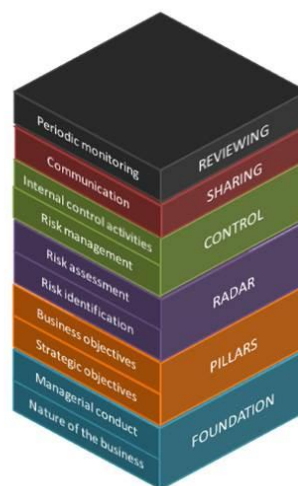 Periodic monitoring
REVIEWING
Communication
SHARING
Internal control activities
Risk management
CONTROL
Risk assessment
Risk identification
RADAR
Business objectives
Strategic objectives
PILLARS
Managerial conduct
Nature of the business
FOUNDATION